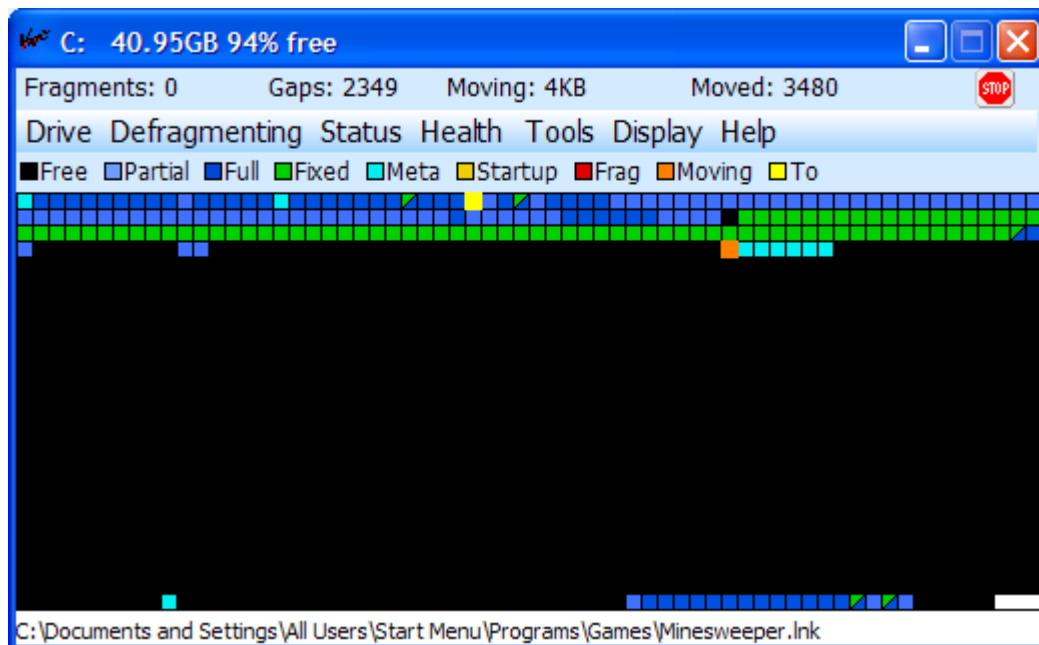 C: 40.95GB 94% free
Fragments: 0 Gaps: 2349 Moving: 4KB Moved: 3480 STOP
Drive Defragmenting Status Health Tools Display Help
Free Partial Full Fixed Meta Startup Frag Moving To
C:\Documents and Settings\All Users\Start Menu\Programs\Games\Minesweeper.lnk